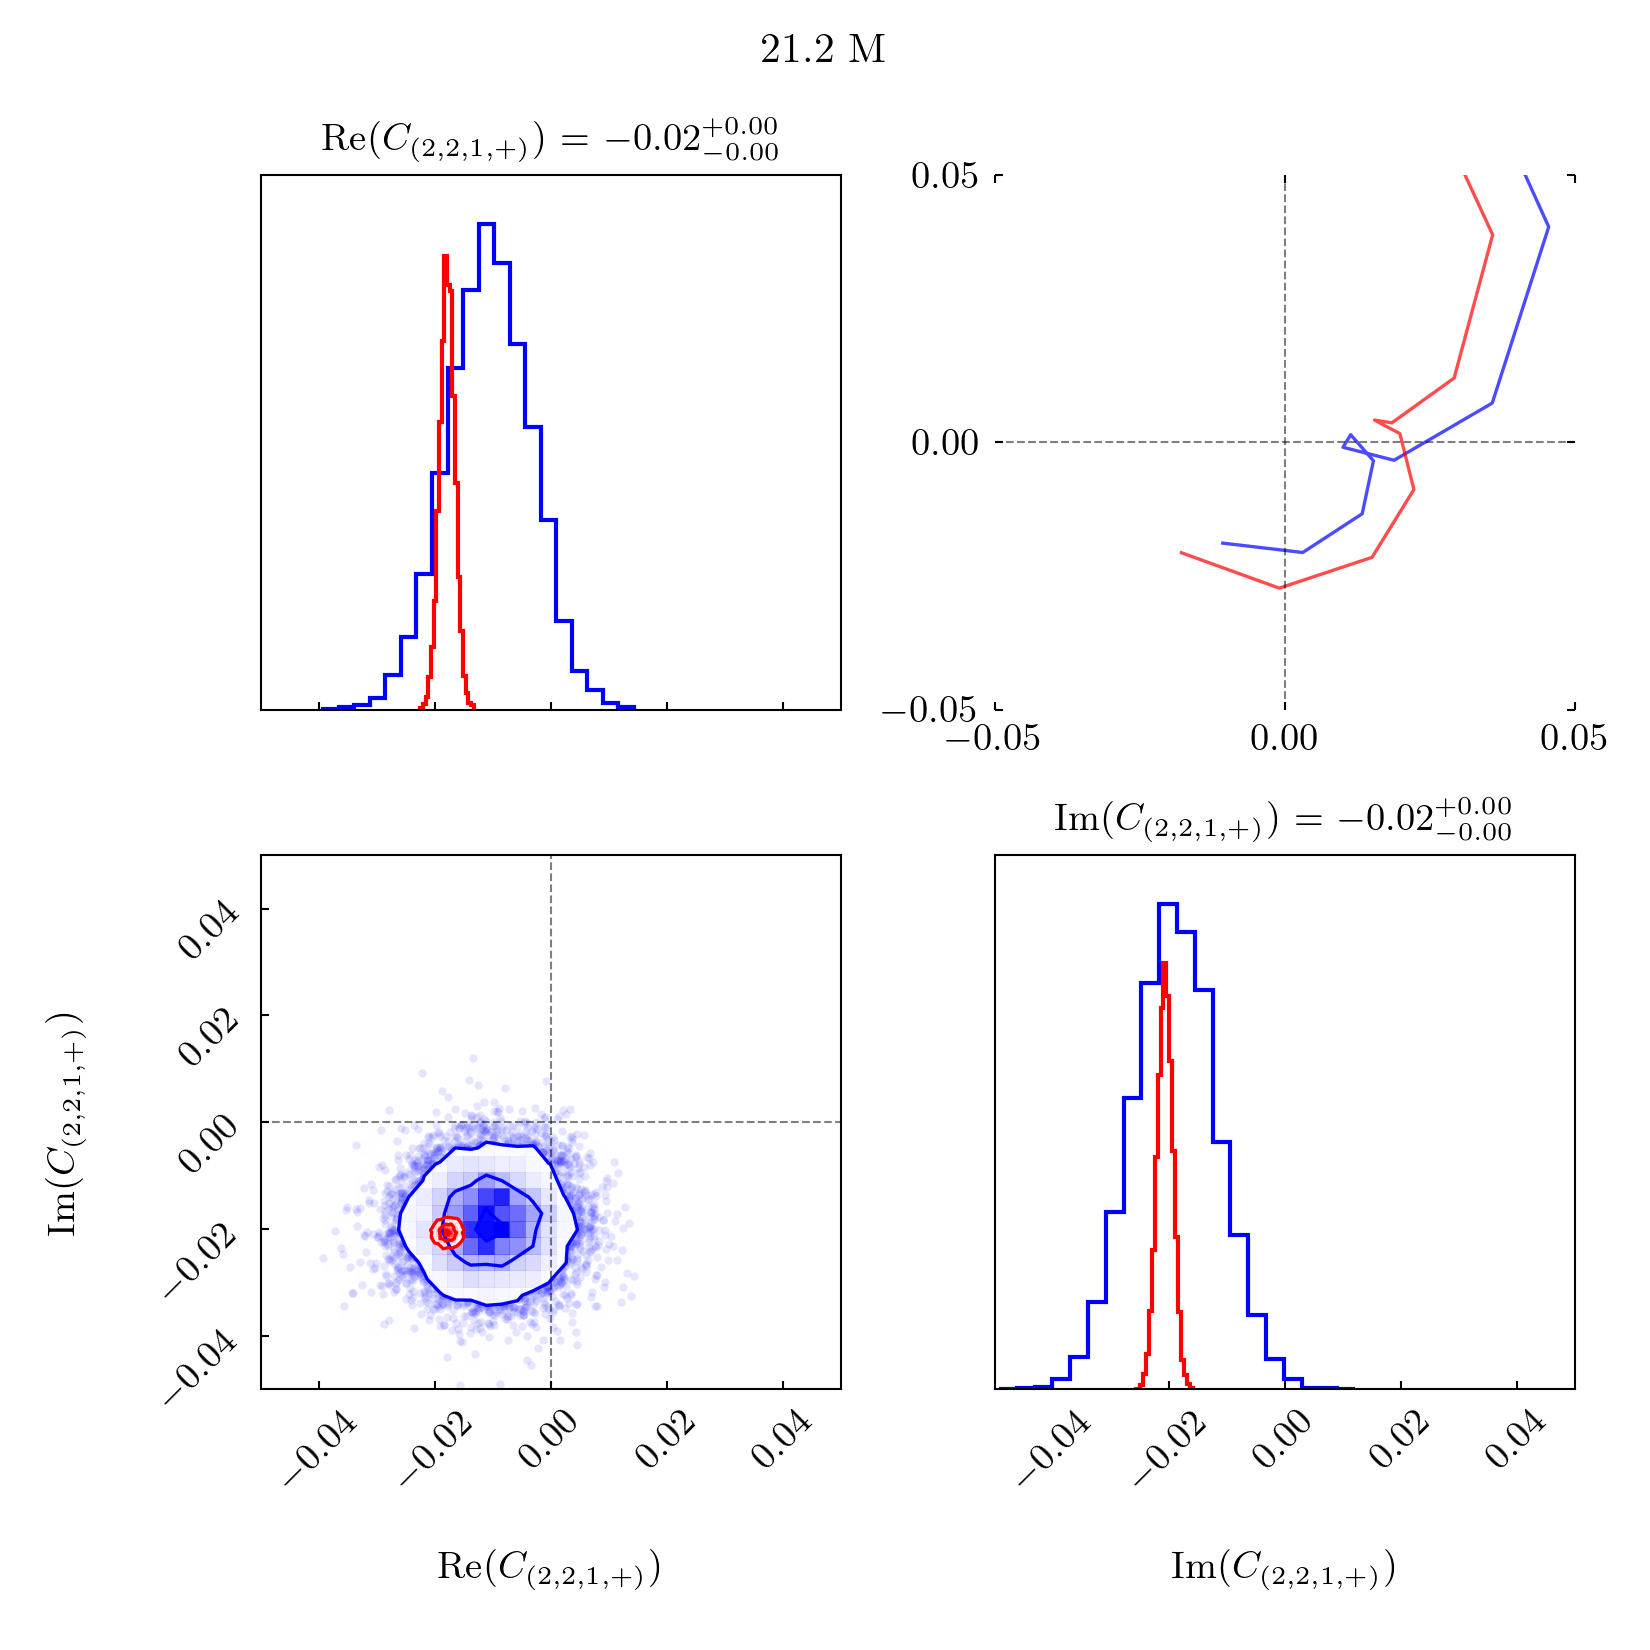 21.2 M
Re(C_{(2,2,1,+)}) = −0.02^{+0.00}_{−0.00}
0.05
0.00
−0.05
−0.05 0.00 0.05
Im(C_{(2,2,1,+)}) = −0.02^{+0.00}_{−0.00}
0.04
0.02
0.00
−0.02
−0.04
Im(C_{(2,2,1,+)})
−0.04 −0.02 0.00 0.02 0.04
−0.04 −0.02 0.00 0.02 0.04
Re(C_{(2,2,1,+)})
Im(C_{(2,2,1,+)})